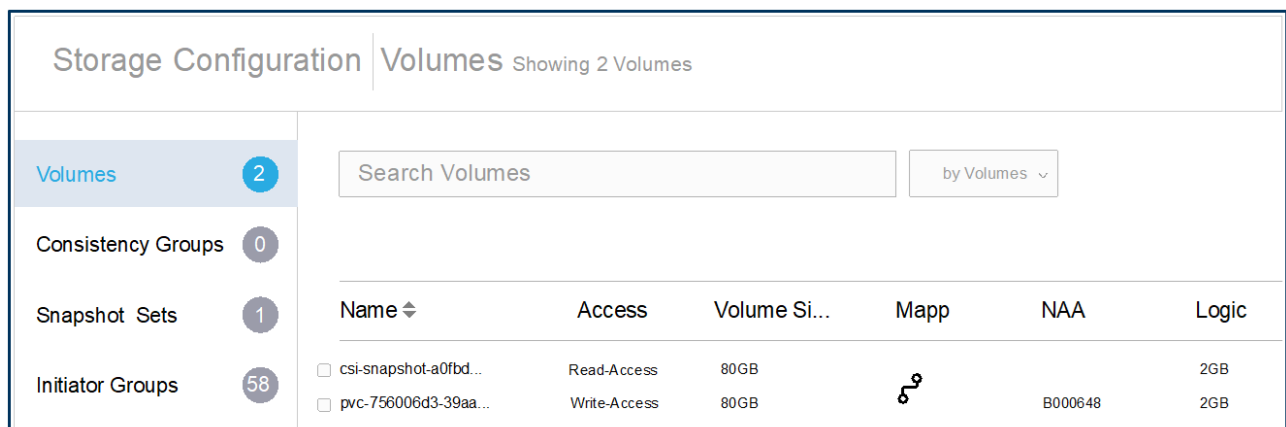 Storage Configuration Volumes Showing 2 Volumes
Volumes 2
Search Volumes
by Volumes
Consistency Groups 0
Snapshot Sets 1
Initiator Groups 58
Name Access Volume Si... Mapp NAA Logic
csi-snapshot-a0fbd... Read-Access 80GB 2GB
pvc-756006d3-39aa... Write-Access 80GB B000648 2GB